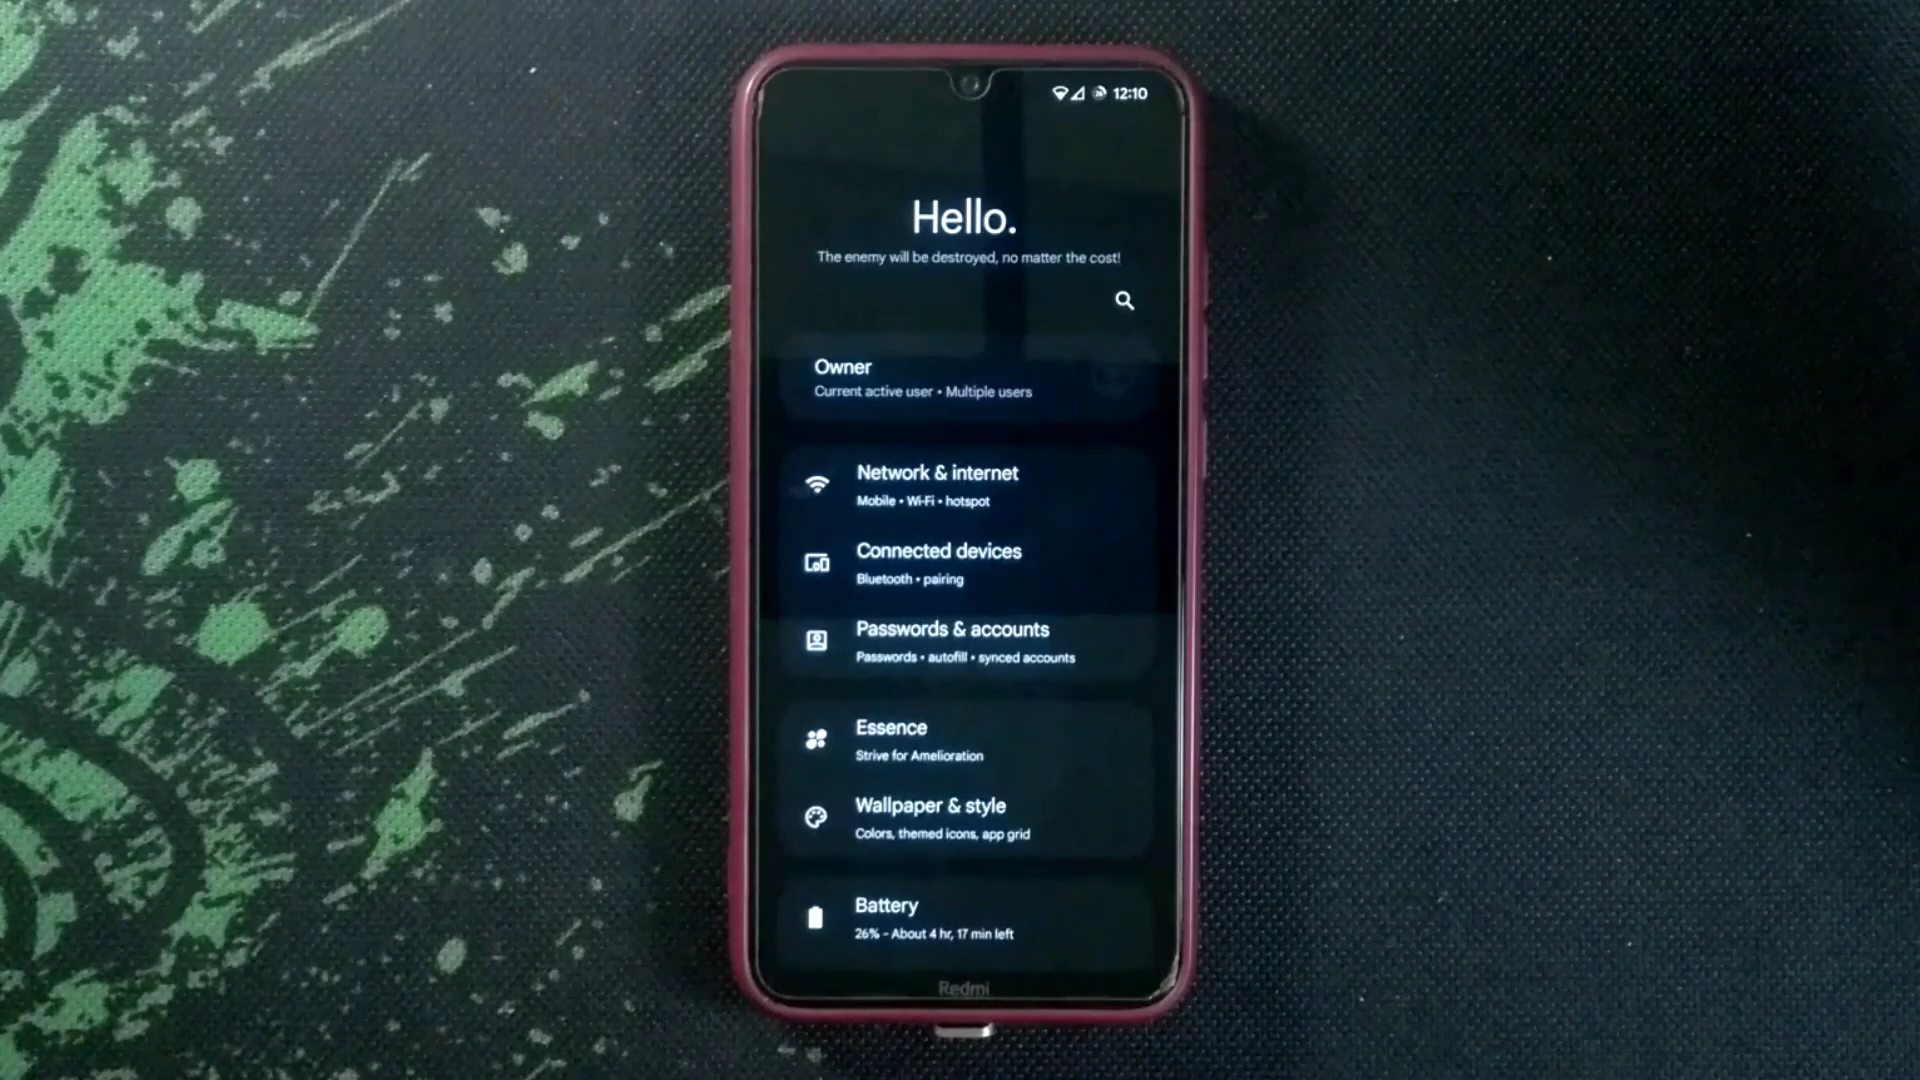 12:10
Hello.
The enemy will be destroyed, no matter the cost!
Owner
Current active user • Multiple users
Network & internet
Mobile • Wi-Fi • hotspot
Connected devices
Bluetooth • pairing
Passwords & accounts
Passwords • autofill • synced accounts
Essence
Strive for Amelioration
Wallpaper & style
Colors, themed icons, app grid
Battery
26% - About 4 hr, 17 min left
Redmi